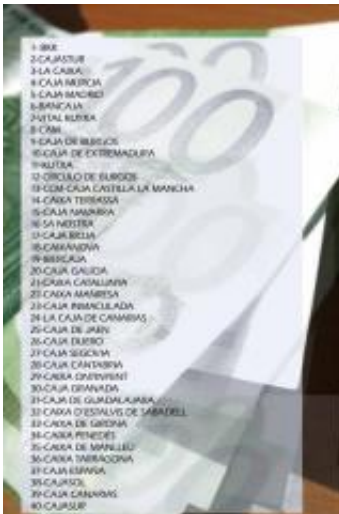 1-BBK
2-CAJASTUR
3-LA CAIXA
4-CAJA MURCIA
5-CAJA MADRID
6-BANCAJA
7-VITAL KUTXA
8-CAM
9-CAJA DE BURGOS
10-CAJA DE EXTREMADURA
11-KUTXA
12-CIRCULO DE BURGOS
13-CCM-CAJA CASTILLA LA MANCHA
14-CAIXA TERRASSA
15-CAJA NAVARRA
16-SA NOSTRA
17-CAJA RIOJA
18-CAIXANOVA
19-IBERCAJA
20-CAJA GALICIA
21-CAIXA CATALUNYA
22-CAIXA MANRESA
23-CAJA INMACULADA
24-LA CAJA DE CANARIAS
25-CAJA DE JAEN
26-CAJA DUERO
27-CAJA SEGOVIA
28-CAJA CANTABRIA
29-CAIXA ONTINYENT
30-CAJA GRANADA
31-CAJA DE GUADALAJARA
32-CAIXA D'ESTALVIS DE SABADELL
33-CAIXA DE GIRONA
34-CAIXA PENEDES
35-CAIXA DE MANLLEU
36-CAIXA TARRAGONA
37-CAJA ESPAÑA
38-CAJASOL
39-CAJA CANARIAS
40-CAJASUR
100